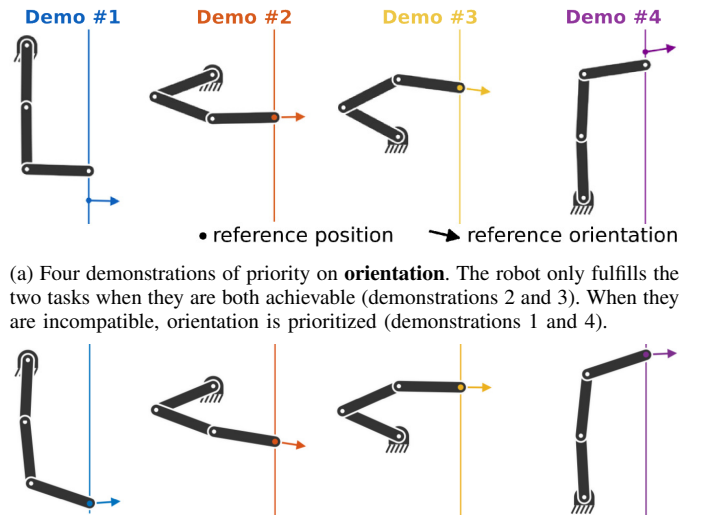 Demo #1 Demo #2 Demo #3 Demo #4
reference position reference orientation
(a) Four demonstrations of priority on orientation. The robot only fulfills the
two tasks when they are both achievable (demonstrations 2 and 3). When they
are incompatible, orientation is prioritized (demonstrations 1 and 4).